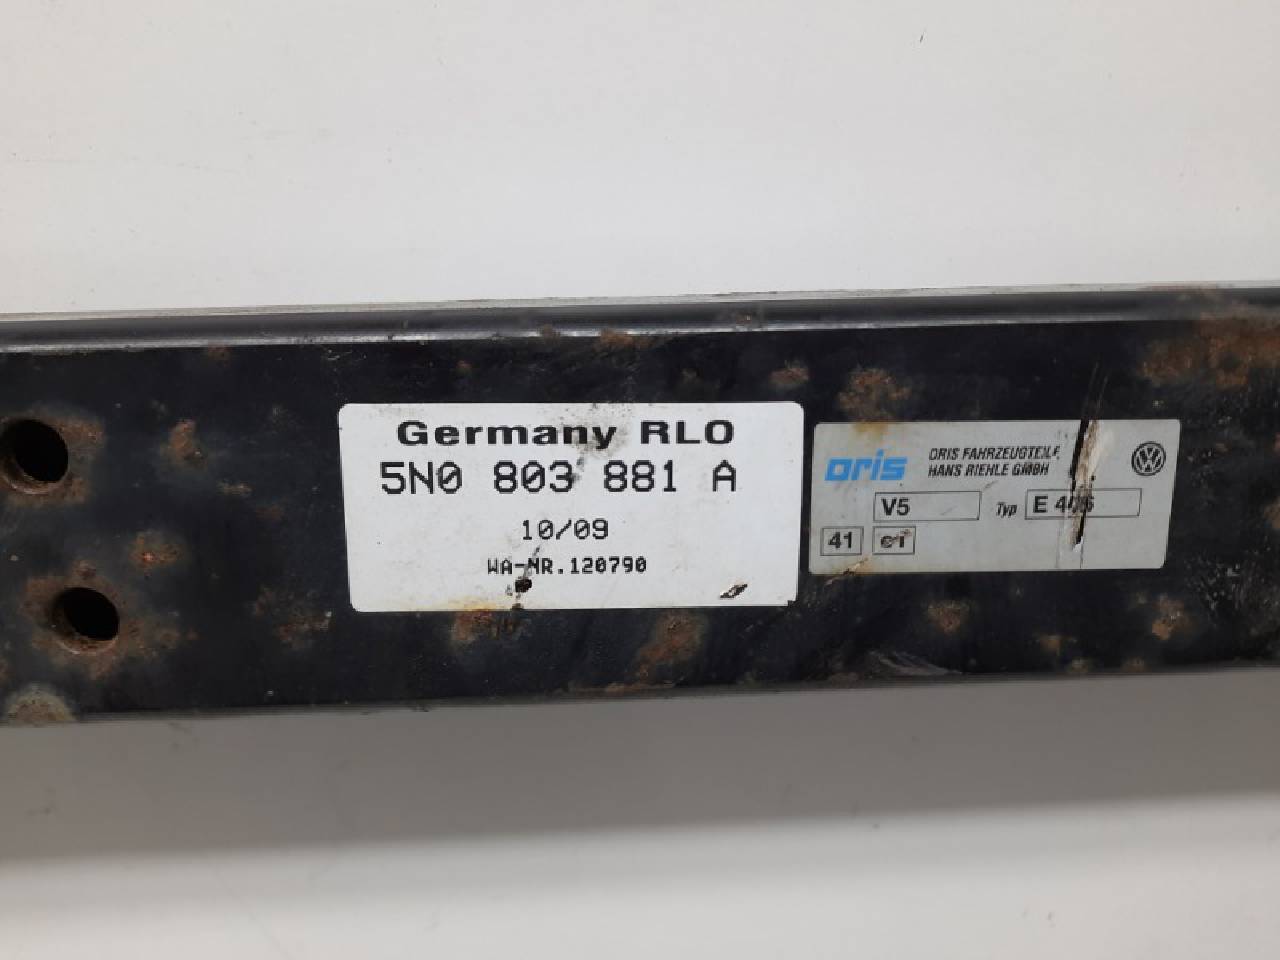 Germany RLO
5N0 803 881 A
10/09
WA-NR.120790
oris
ORIS FAHRZEUGTEILE
HANS RIEHLE GMBH
V5
Typ
41
e1